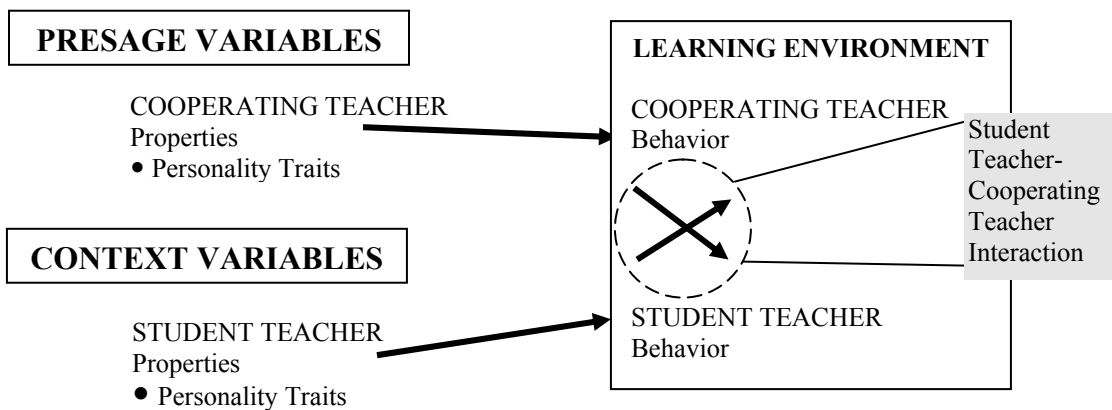 PRESAGE VARIABLES
COOPERATING TEACHER
Properties
• Personality Traits
CONTEXT VARIABLES
STUDENT TEACHER
Properties
• Personality Traits
LEARNING ENVIRONMENT
COOPERATING TEACHER
Behavior
STUDENT TEACHER
Behavior
Student
Teacher-
Cooperating
Teacher
Interaction